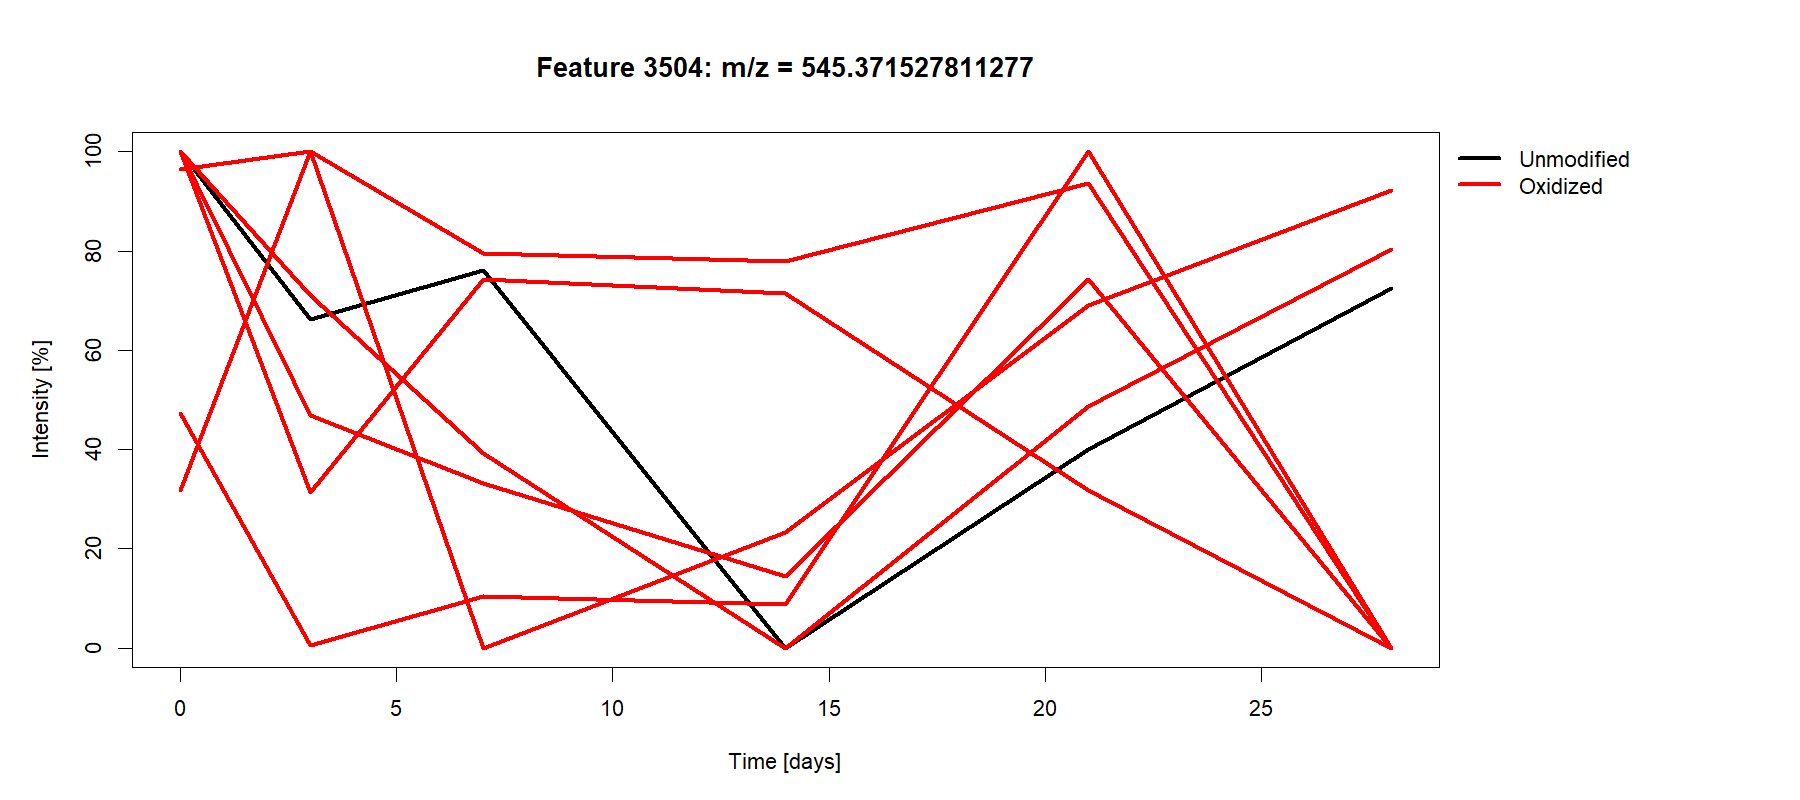 Feature 3504: m/z = 545.371527811277
Unmodified
Oxidized
Intensity [%]
100
80
60
40
20
0
0 5 10 15 20 25
Time [days]